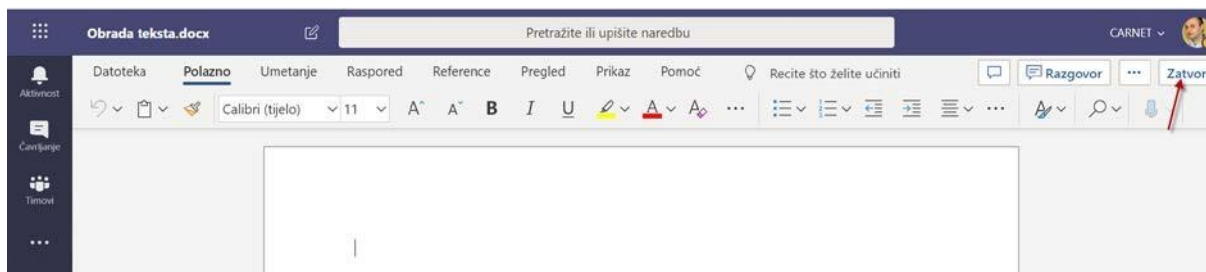 Obrada teksta.docx
Pretražite ili upišite naredbu
CARNET
Aktivnost
Datoteka Polazno Umetanje Raspored Reference Pregled Prikaz Pomoć Recite što želite učiniti Razgovor Zatvor
Calibri (tijelo) 11 A A B I U A A
Čavrljanje
Timovi